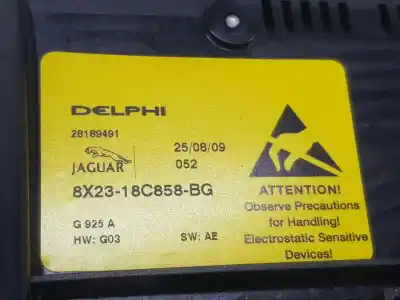 DELPHI
28189491
25/08/09
JAGUAR
052
8X23-18C858-BG
G 925 A
HW: G03
SW: AE
ATTENTION!
Observe Precautions
for Handling!
Electrostatic Sensitive
Devices!